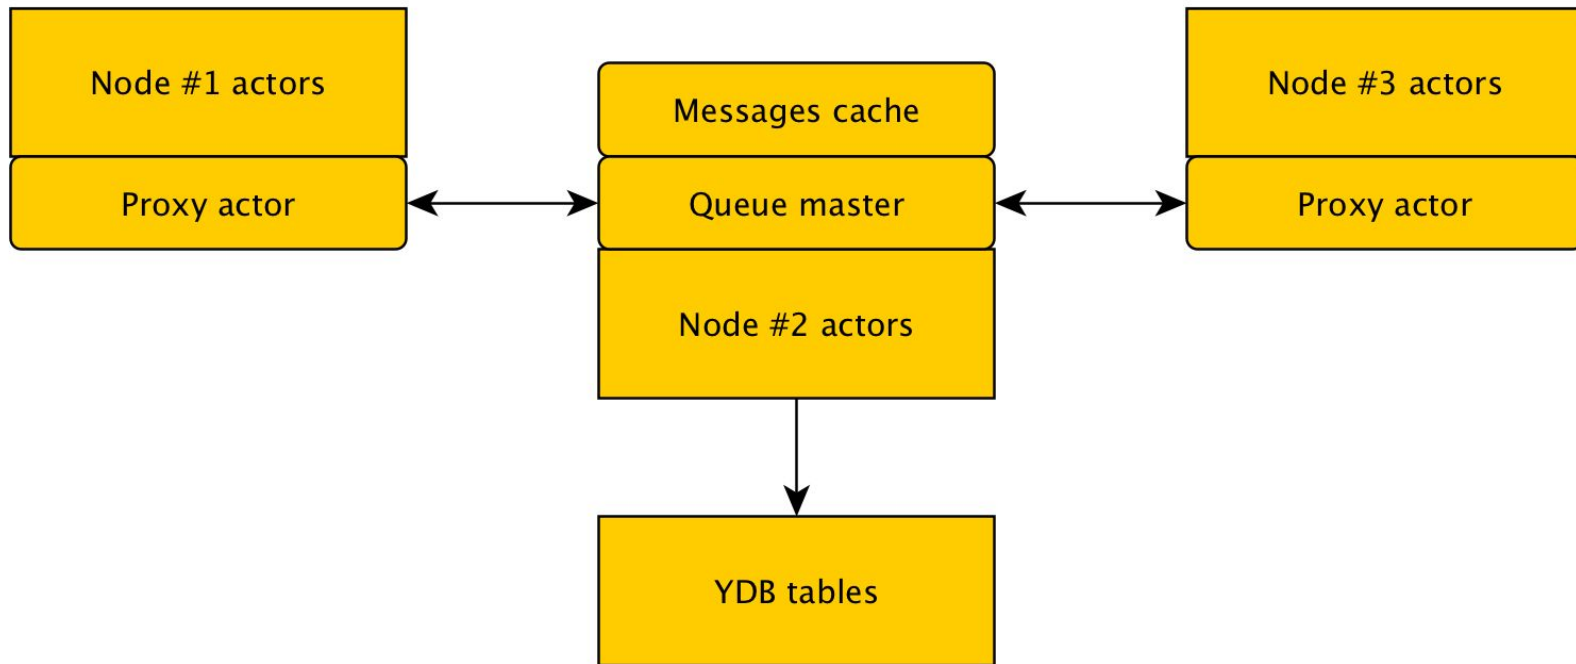 Node #1 actors
Proxy actor
Messages cache
Queue master
Node #2 actors
Node #3 actors
Proxy actor
YDB tables